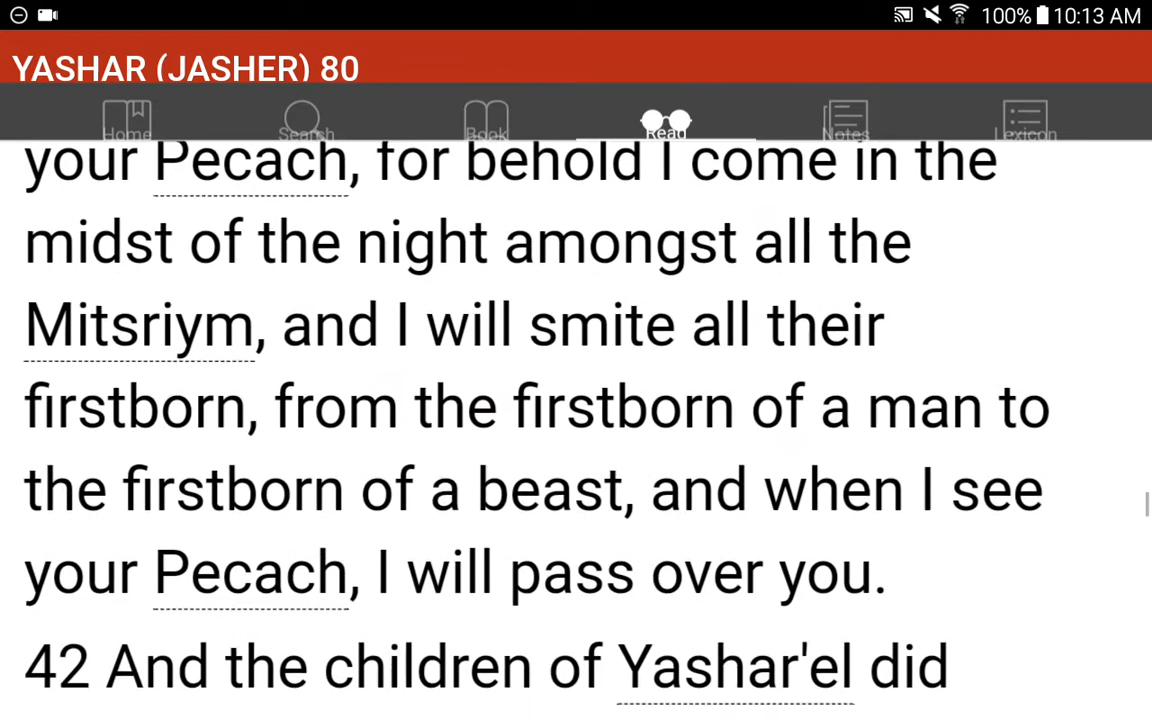 100% 10:13 AM
YASHAR (JASHER) 80
Home Search Book Read Notes Lexicon
your Pecach, for behold I come in the
midst of the night amongst all the
Mitsriym, and I will smite all their
firstborn, from the firstborn of a man to
the firstborn of a beast, and when I see
your Pecach, I will pass over you.
42 And the children of Yashar'el did